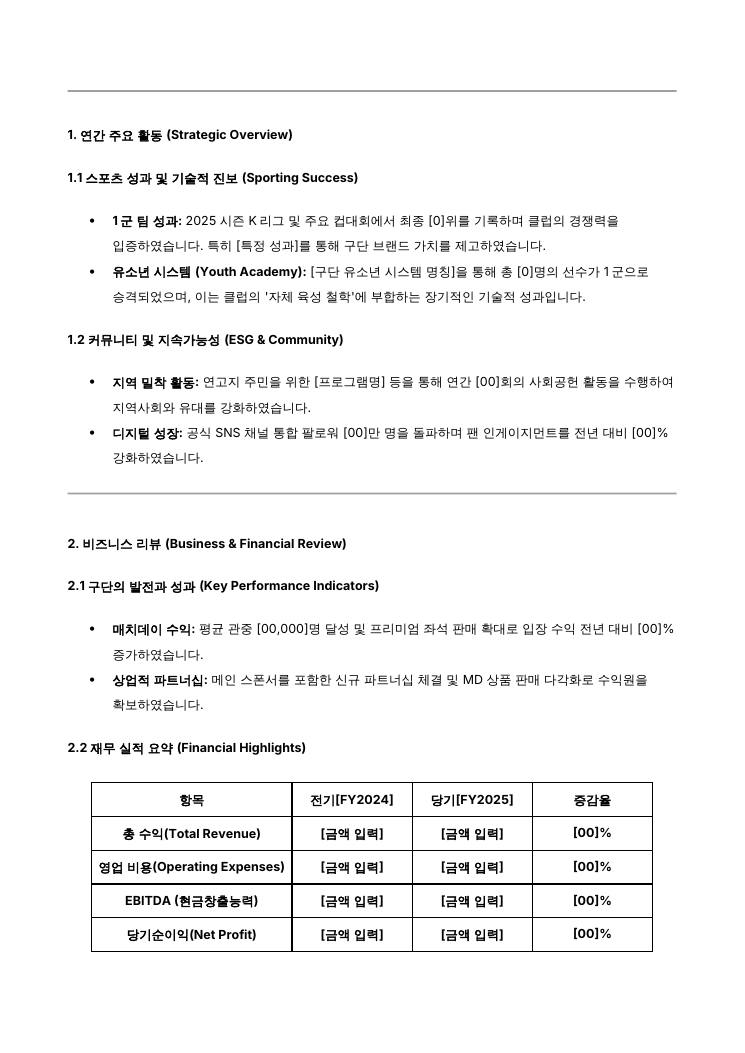 1. 연간 주요 활동 (Strategic Overview)
1.1 스포츠 성과 및 기술적 진보 (Sporting Success)
• 1군 팀 성과: 2025 시즌 K리그 및 주요 컵대회에서 최종 [0]위를 기록하며 클럽의 경쟁력을
입증하였습니다. 특히 [특정 성과]를 통해 구단 브랜드 가치를 제고하였습니다.
• 유소년 시스템 (Youth Academy): [구단 유소년 시스템 명칭]을 통해 총 [0]명의 선수가 1군으로
승격되었으며, 이는 클럽의 '자체 육성 철학'에 부합하는 장기적인 기술적 성과입니다.
1.2 커뮤니티 및 지속가능성 (ESG & Community)
• 지역 밀착 활동: 연고지 주민을 위한 [프로그램명] 등을 통해 연간 [00]회의 사회공헌 활동을 수행하여
지역사회와 유대를 강화하였습니다.
• 디지털 성장: 공식 SNS 채널 통합 팔로워 [00]만 명을 돌파하며 팬 인게이지먼트를 전년 대비 [00]%
강화하였습니다.
2. 비즈니스 리뷰 (Business & Financial Review)
2.1 구단의 발전과 성과 (Key Performance Indicators)
• 매치데이 수익: 평균 관중 [00,000]명 달성 및 프리미엄 좌석 판매 확대로 입장 수익 전년 대비 [00]%
증가하였습니다.
• 상업적 파트너십: 메인 스폰서를 포함한 신규 파트너십 체결 및 MD 상품 판매 다각화로 수익원을
확보하였습니다.
2.2 재무 실적 요약 (Financial Highlights)
항목 전기[FY2024] 당기[FY2025] 증감율
총 수익(Total Revenue) [금액 입력] [금액 입력] [00]%
영업 비용(Operating Expenses) [금액 입력] [금액 입력] [00]%
EBITDA (현금창출능력) [금액 입력] [금액 입력] [00]%
당기순이익(Net Profit) [금액 입력] [금액 입력] [00]%